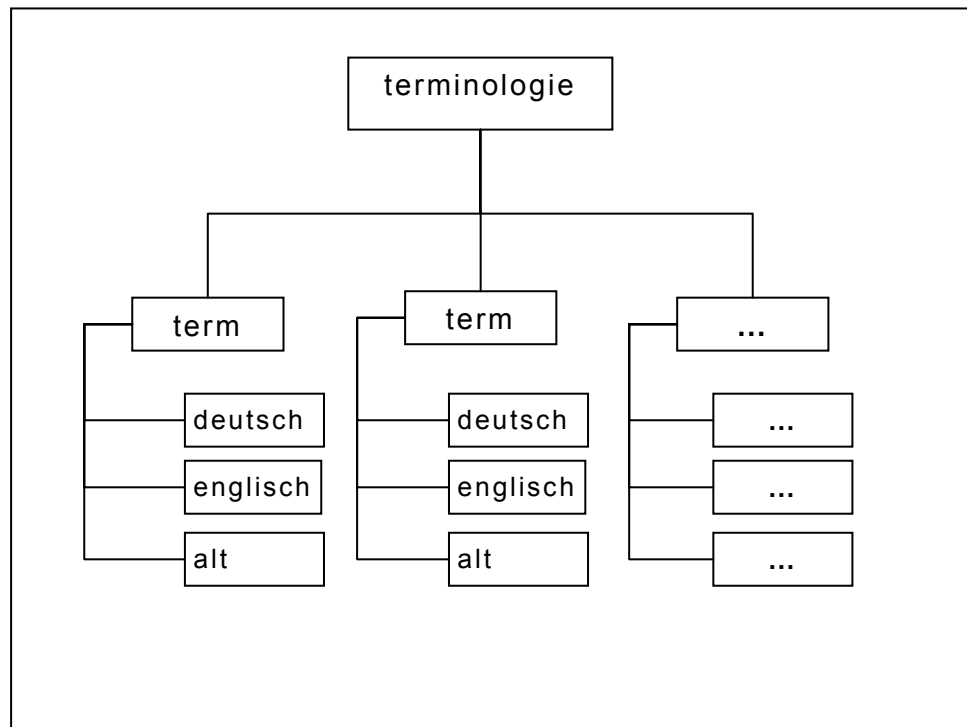 terminologie
term
term
...
deutsch
deutsch
...
englisch
englisch
...
alt
alt
...